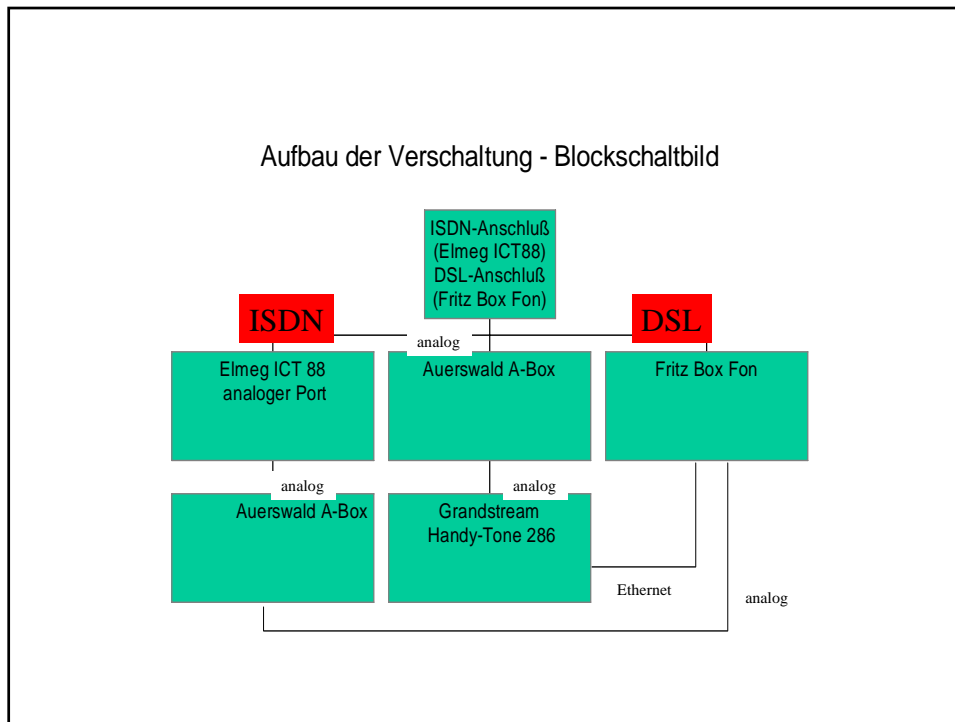 Aufbau der Verschaltung - Blockschaltbild
ISDN-Anschluß
(Elmeg ICT88)
DSL-Anschluß
(Fritz Box Fon)
ISDN
DSL
analog
Elmeg ICT 88
analoger Port
Auerswald A-Box
Fritz Box Fon
analog
analog
Auerswald A-Box
Grandstream
Handy-Tone 286
Ethernet
analog